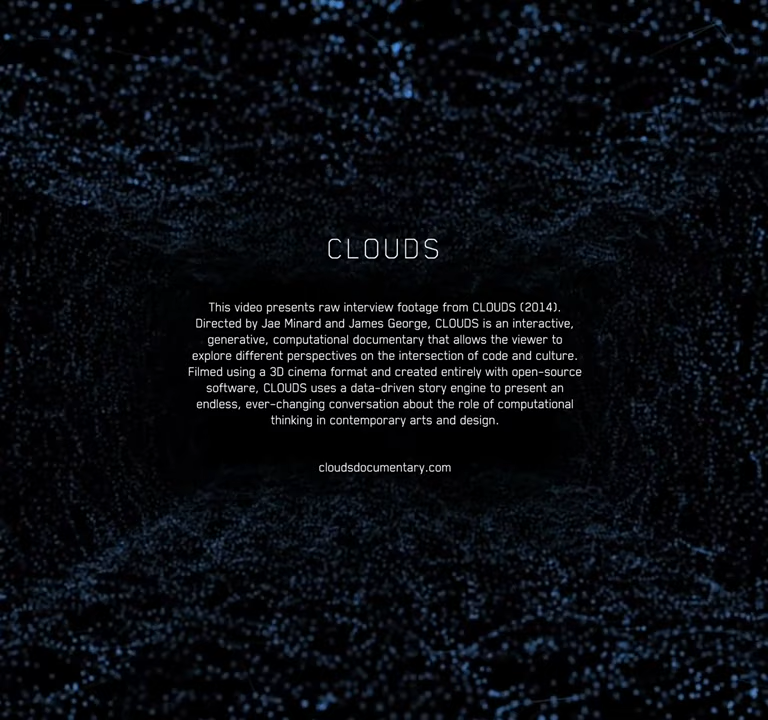 CLOUDS
This video presents raw interview footage from CLOUDS (2014).
Directed by Jae Minard and James George, CLOUDS is an interactive,
generative, computational documentary that allows the viewer to
explore different perspectives on the intersection of code and culture.
Filmed using a 3D cinema format and created entirely with open-source
software, CLOUDS uses a data-driven story engine to present an
endless, ever-changing conversation about the role of computational
thinking in contemporary arts and design.
cloudsdocumentary.com